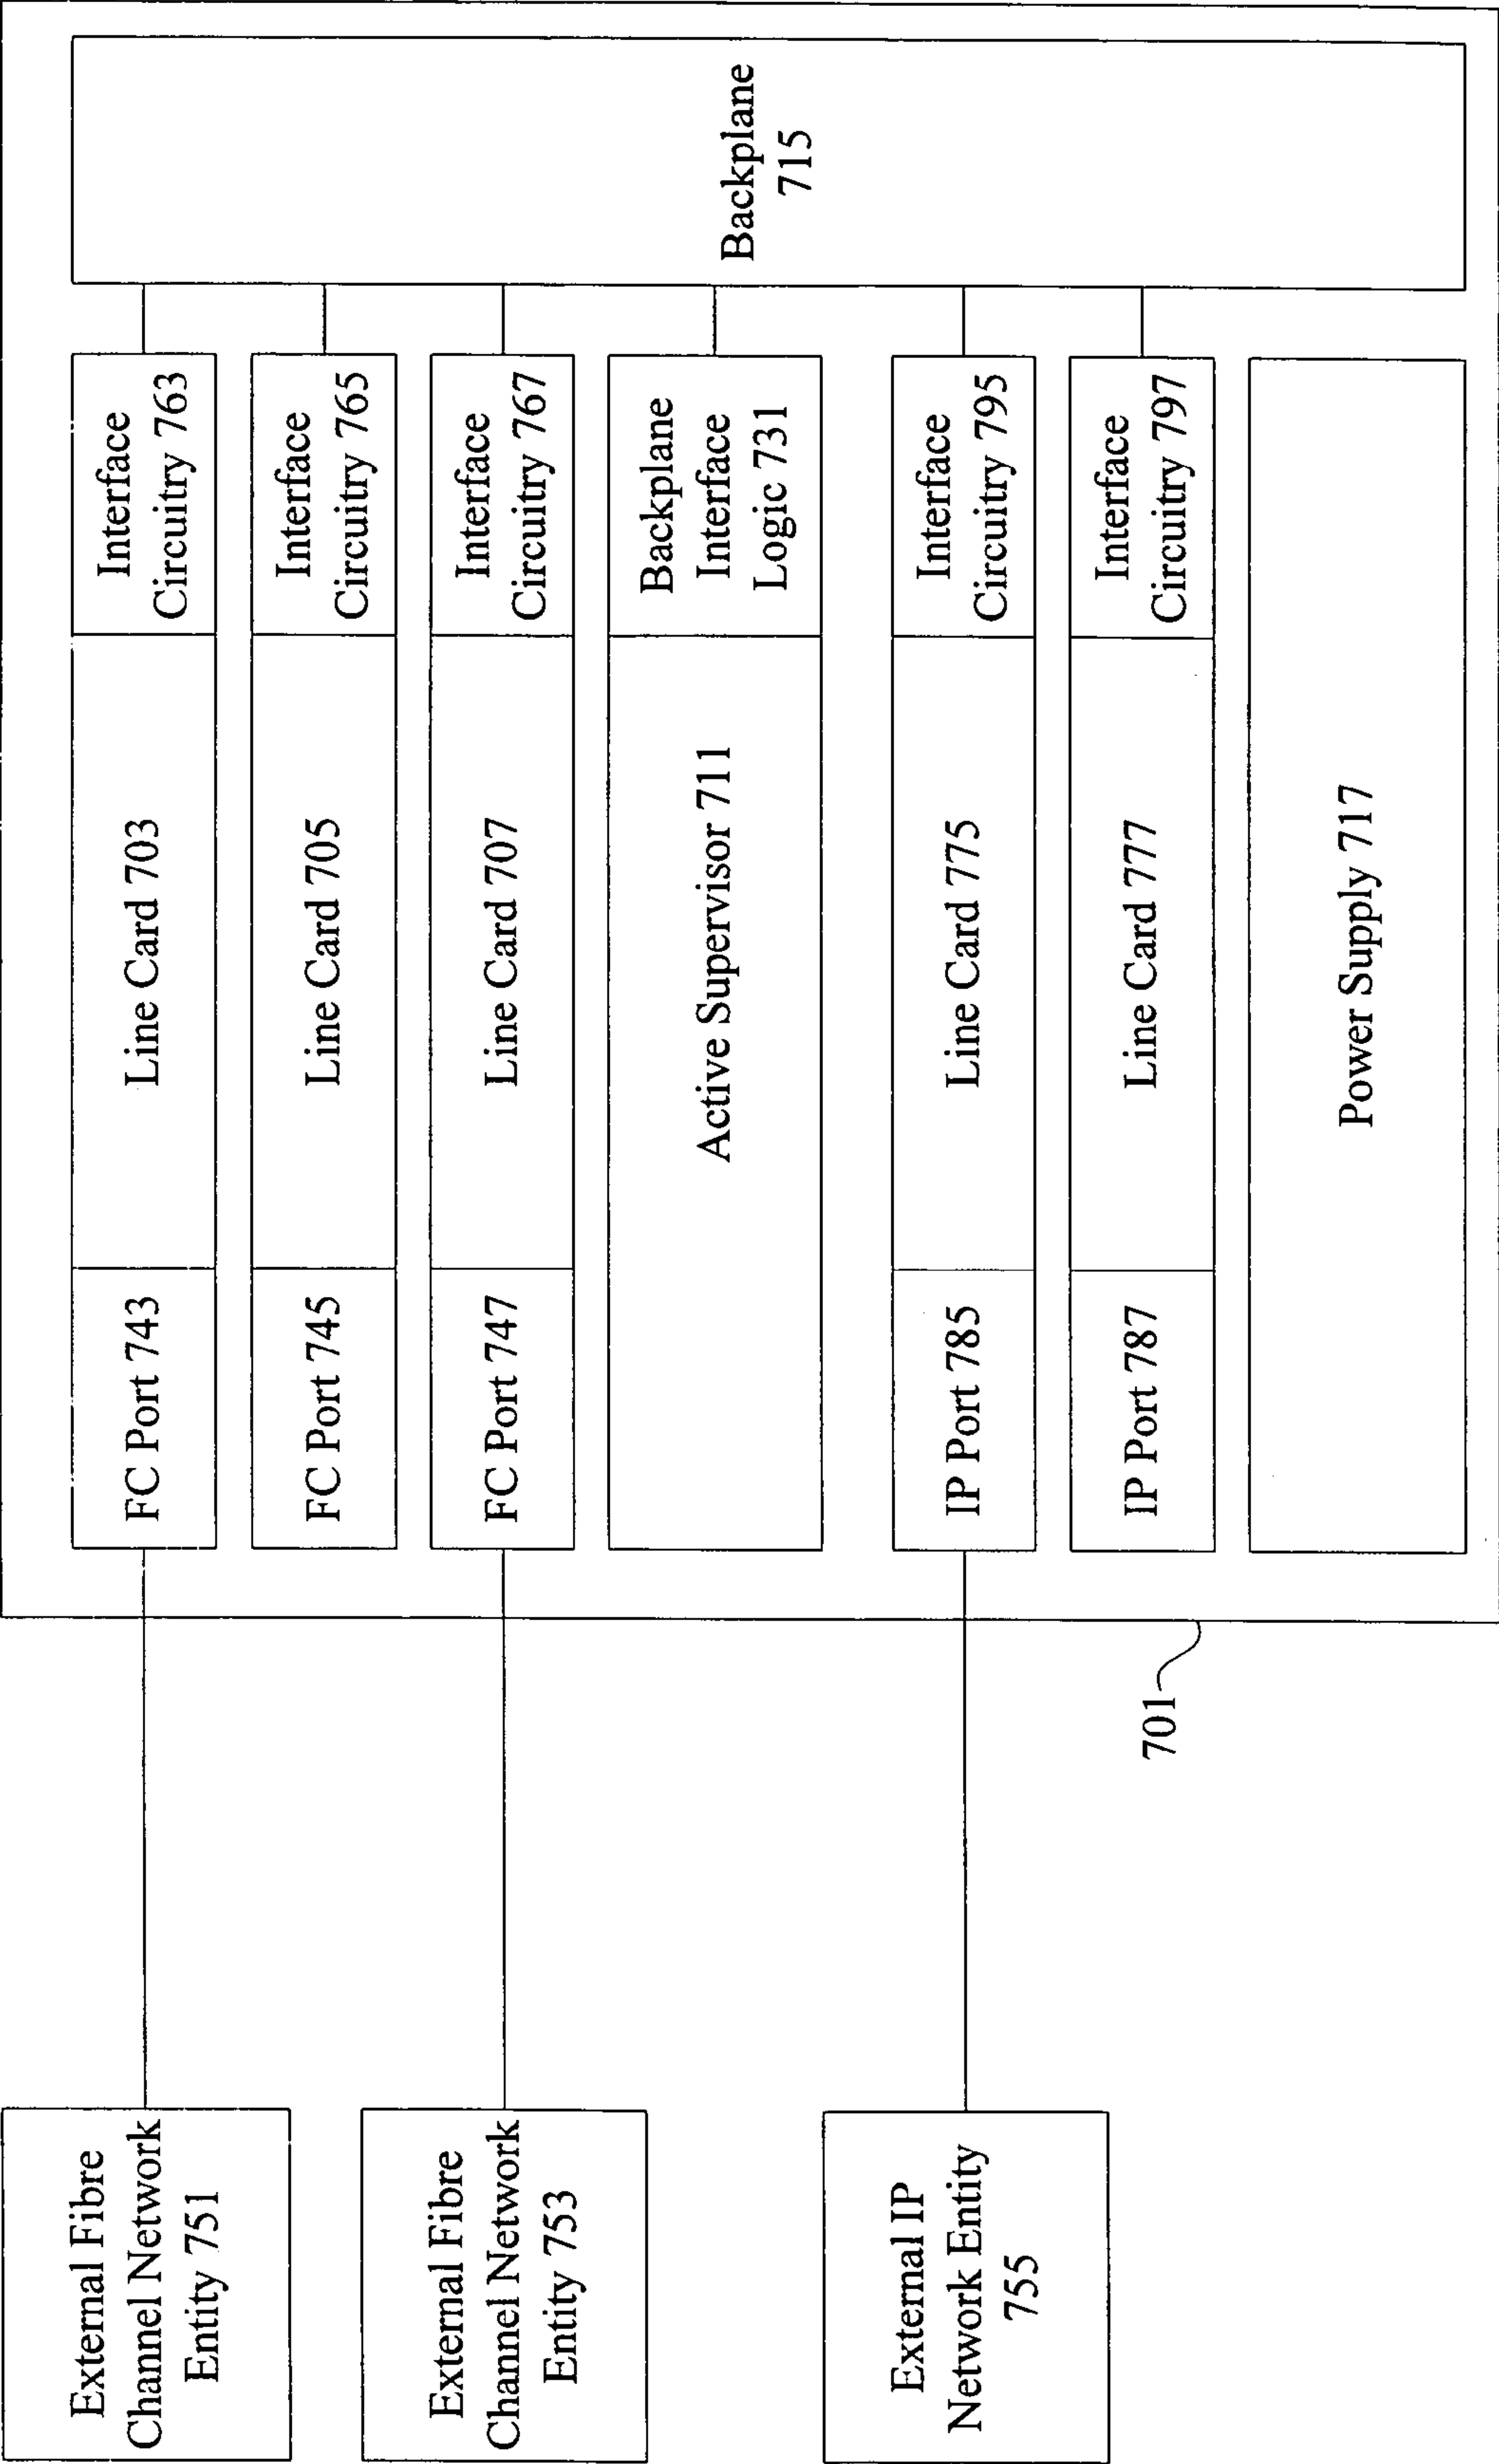 External Fibre
Channel Network
Entity 751
FC Port 743
Line Card 703
Interface
Circuitry 763
FC Port 745
Line Card 705
Interface
Circuitry 765
External Fibre
Channel Network
Entity 753
FC Port 747
Line Card 707
Interface
Circuitry 767
Active Supervisor 711
Backplane
Interface
Logic 731
Backplane
715
External IP
Network Entity
755
IP Port 785
Line Card 775
Interface
Circuitry 795
IP Port 787
Line Card 777
Interface
Circuitry 797
701
Power Supply 717